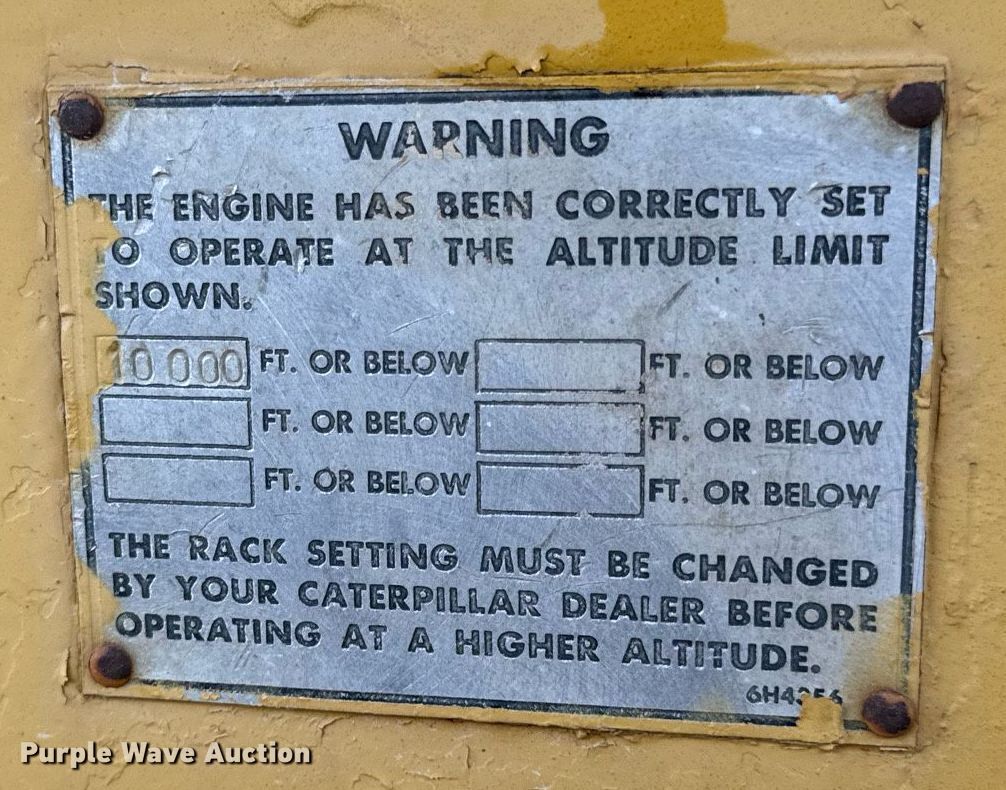 WARNING
THE ENGINE HAS BEEN CORRECTLY SET
TO OPERATE AT THE ALTITUDE LIMIT
SHOWN.
10 000 FT. OR BELOW FT. OR BELOW
FT. OR BELOW FT. OR BELOW
FT. OR BELOW FT. OR BELOW
THE RACK SETTING MUST BE CHANGED
BY YOUR CATERPILLAR DEALER BEFORE
OPERATING AT A HIGHER ALTITUDE.
Purple Wave Auction